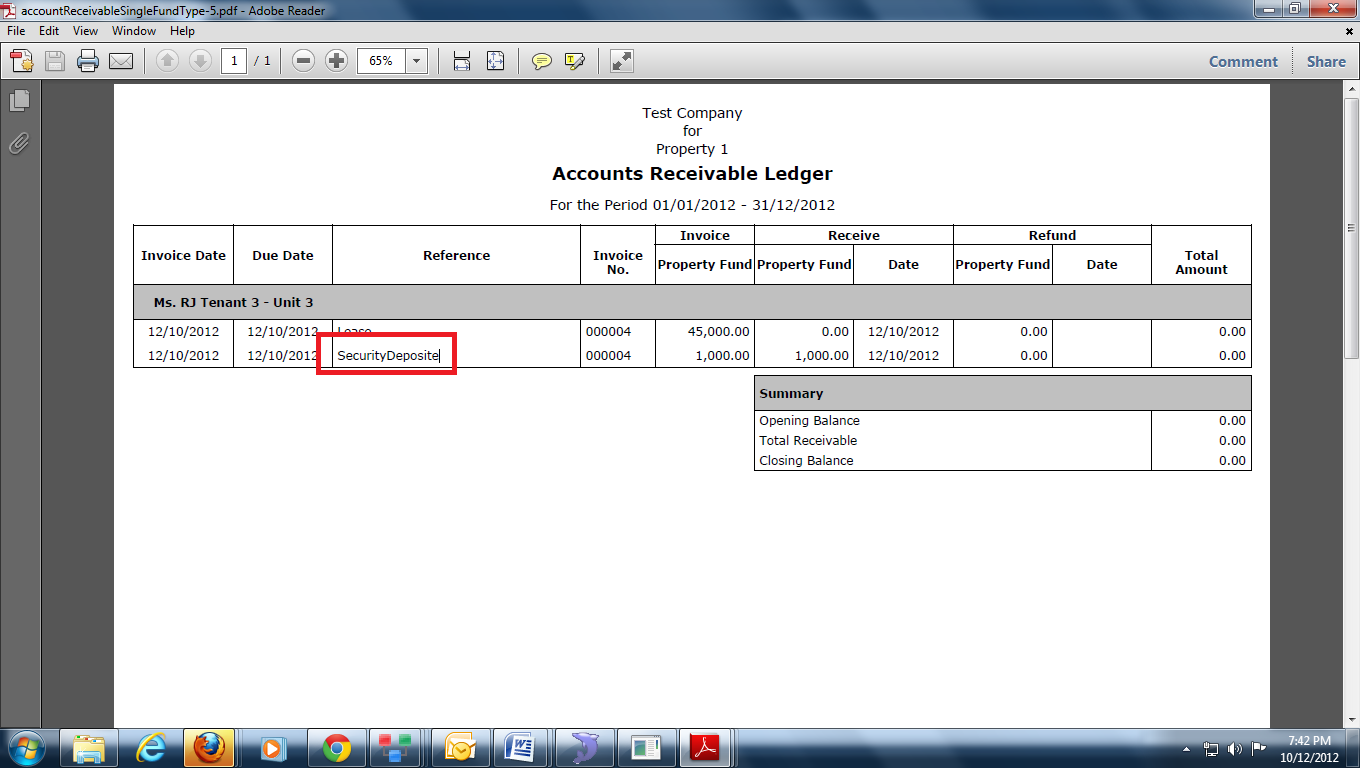 accountReceivableSingleFundType-5.pdf - Adobe Reader
File Edit View Window Help
1 / 1 65% Comment Share
Test Company
for
Property 1
Accounts Receivable Ledger
For the Period 01/01/2012 - 31/12/2012
Invoice Date Due Date Reference Invoice No. Invoice Receive Refund Total Amount
Property Fund Property Fund Date Property Fund Date
Ms. RJ Tenant 3 - Unit 3
12/10/2012 12/10/2012 Lease 000004 45,000.00 0.00 12/10/2012 0.00 0.00
12/10/2012 12/10/2012 SecurityDeposite 000004 1,000.00 1,000.00 12/10/2012 0.00 0.00
Summary
Opening Balance 0.00
Total Receivable 0.00
Closing Balance 0.00
7:42 PM
10/12/2012